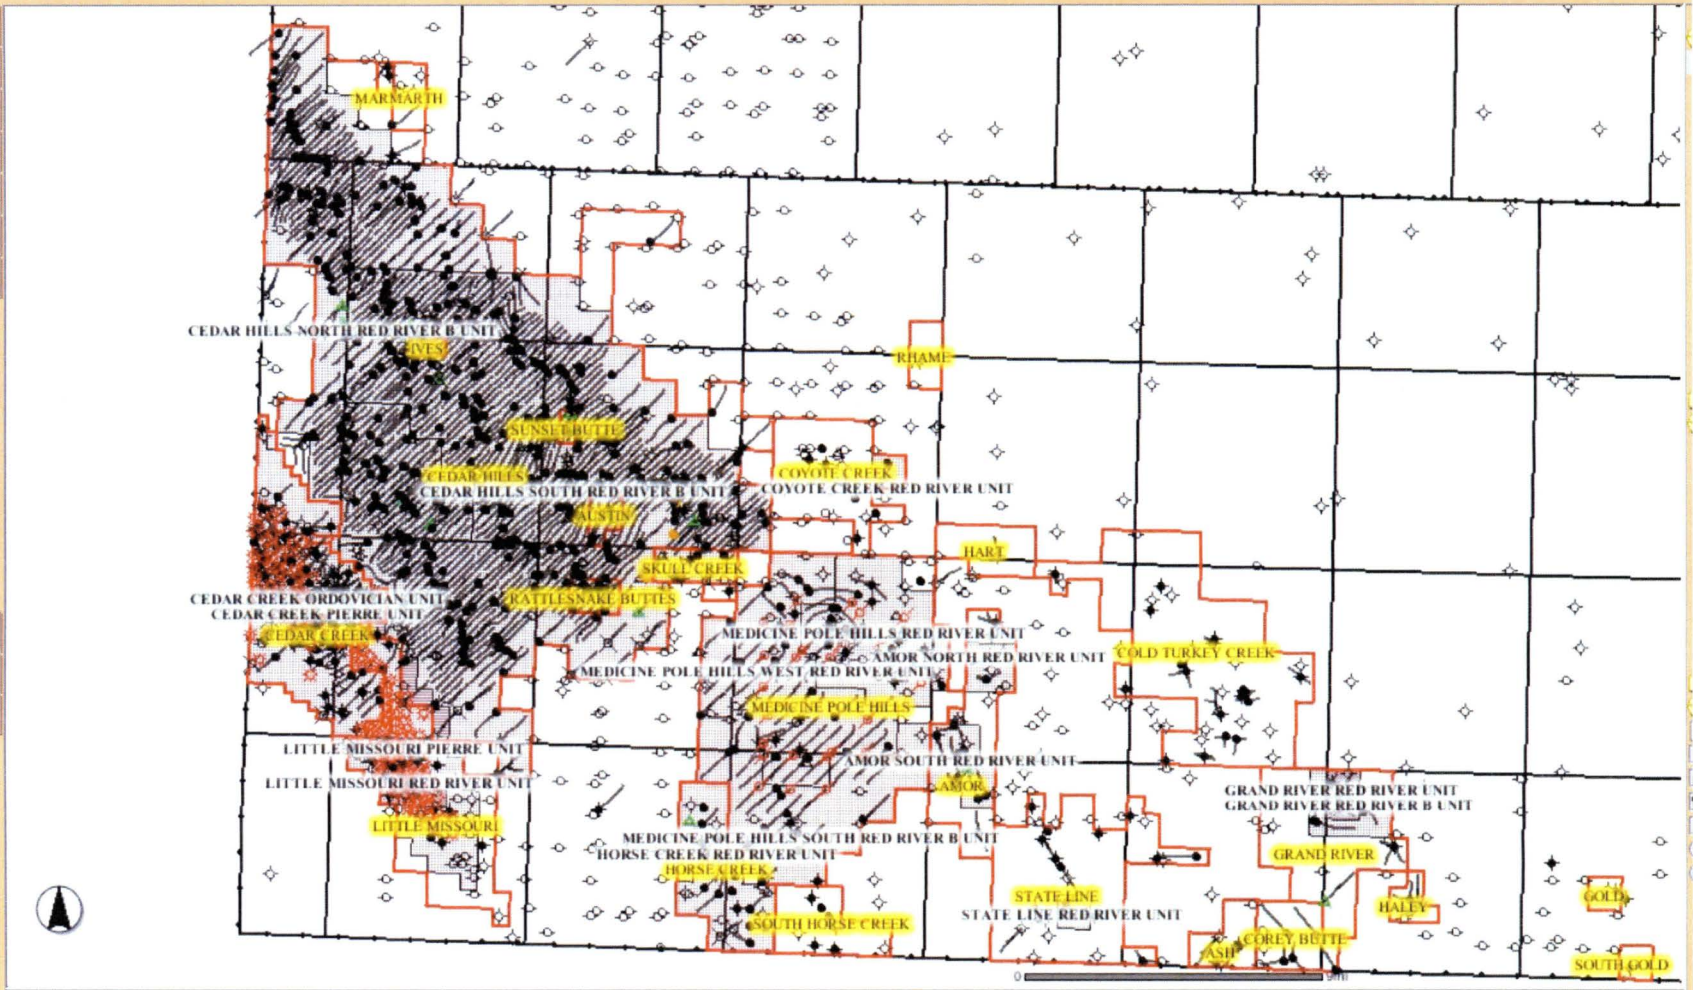 MARMARTH
CEDAR HILLS NORTH RED RIVER B UNIT
IVES
RHAME
SUNSET BUTTE
CEDAR HILLS
COYOTE CREEK
CEDAR HILLS SOUTH RED RIVER B UNIT
COYOTE CREEK RED RIVER UNIT
AUSTIN
HART
SKULL CREEK
CEDAR CREEK ORDOVICIAN UNIT
RATTLESNAKE BUTTES
CEDAR CREEK PIERRE UNIT
CEDAR CREEK
MEDICINE POLE HILLS RED RIVER UNIT
AMOR NORTH RED RIVER UNIT
COLD TURKEY CREEK
MEDICINE POLE HILLS WEST RED RIVER UNIT
MEDICINE POLE HILLS
LITTLE MISSOURI PIERRE UNIT
AMOR SOUTH RED RIVER UNIT
LITTLE MISSOURI RED RIVER UNIT
AMOR
GRAND RIVER RED RIVER UNIT
GRAND RIVER RED RIVER B UNIT
LITTLE MISSOURI
MEDICINE POLE HILLS SOUTH RED RIVER B UNIT
HORSE CREEK RED RIVER UNIT
GRAND RIVER
HORSE CREEK
STATE LINE
GOLD
HALEY
STATE LINE RED RIVER UNIT
SOUTH HORSE CREEK
COREY BUTTE
ASH
SOUTH GOLD
0